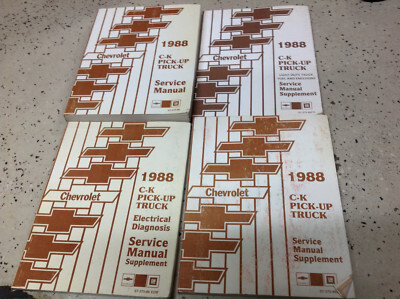 Chevrolet
1988
C-K
PICK-UP
TRUCK
Service
Manual
Chevrolet
1988
C-K
PICK-UP
TRUCK
Service
Manual
Supplement
Chevrolet
1988
C-K
PICK-UP
TRUCK
Electrical
Diagnosis
Service
Manual
Supplement
Chevrolet
1988
C-K
PICK-UP
TRUCK
Service
Manual
Supplement